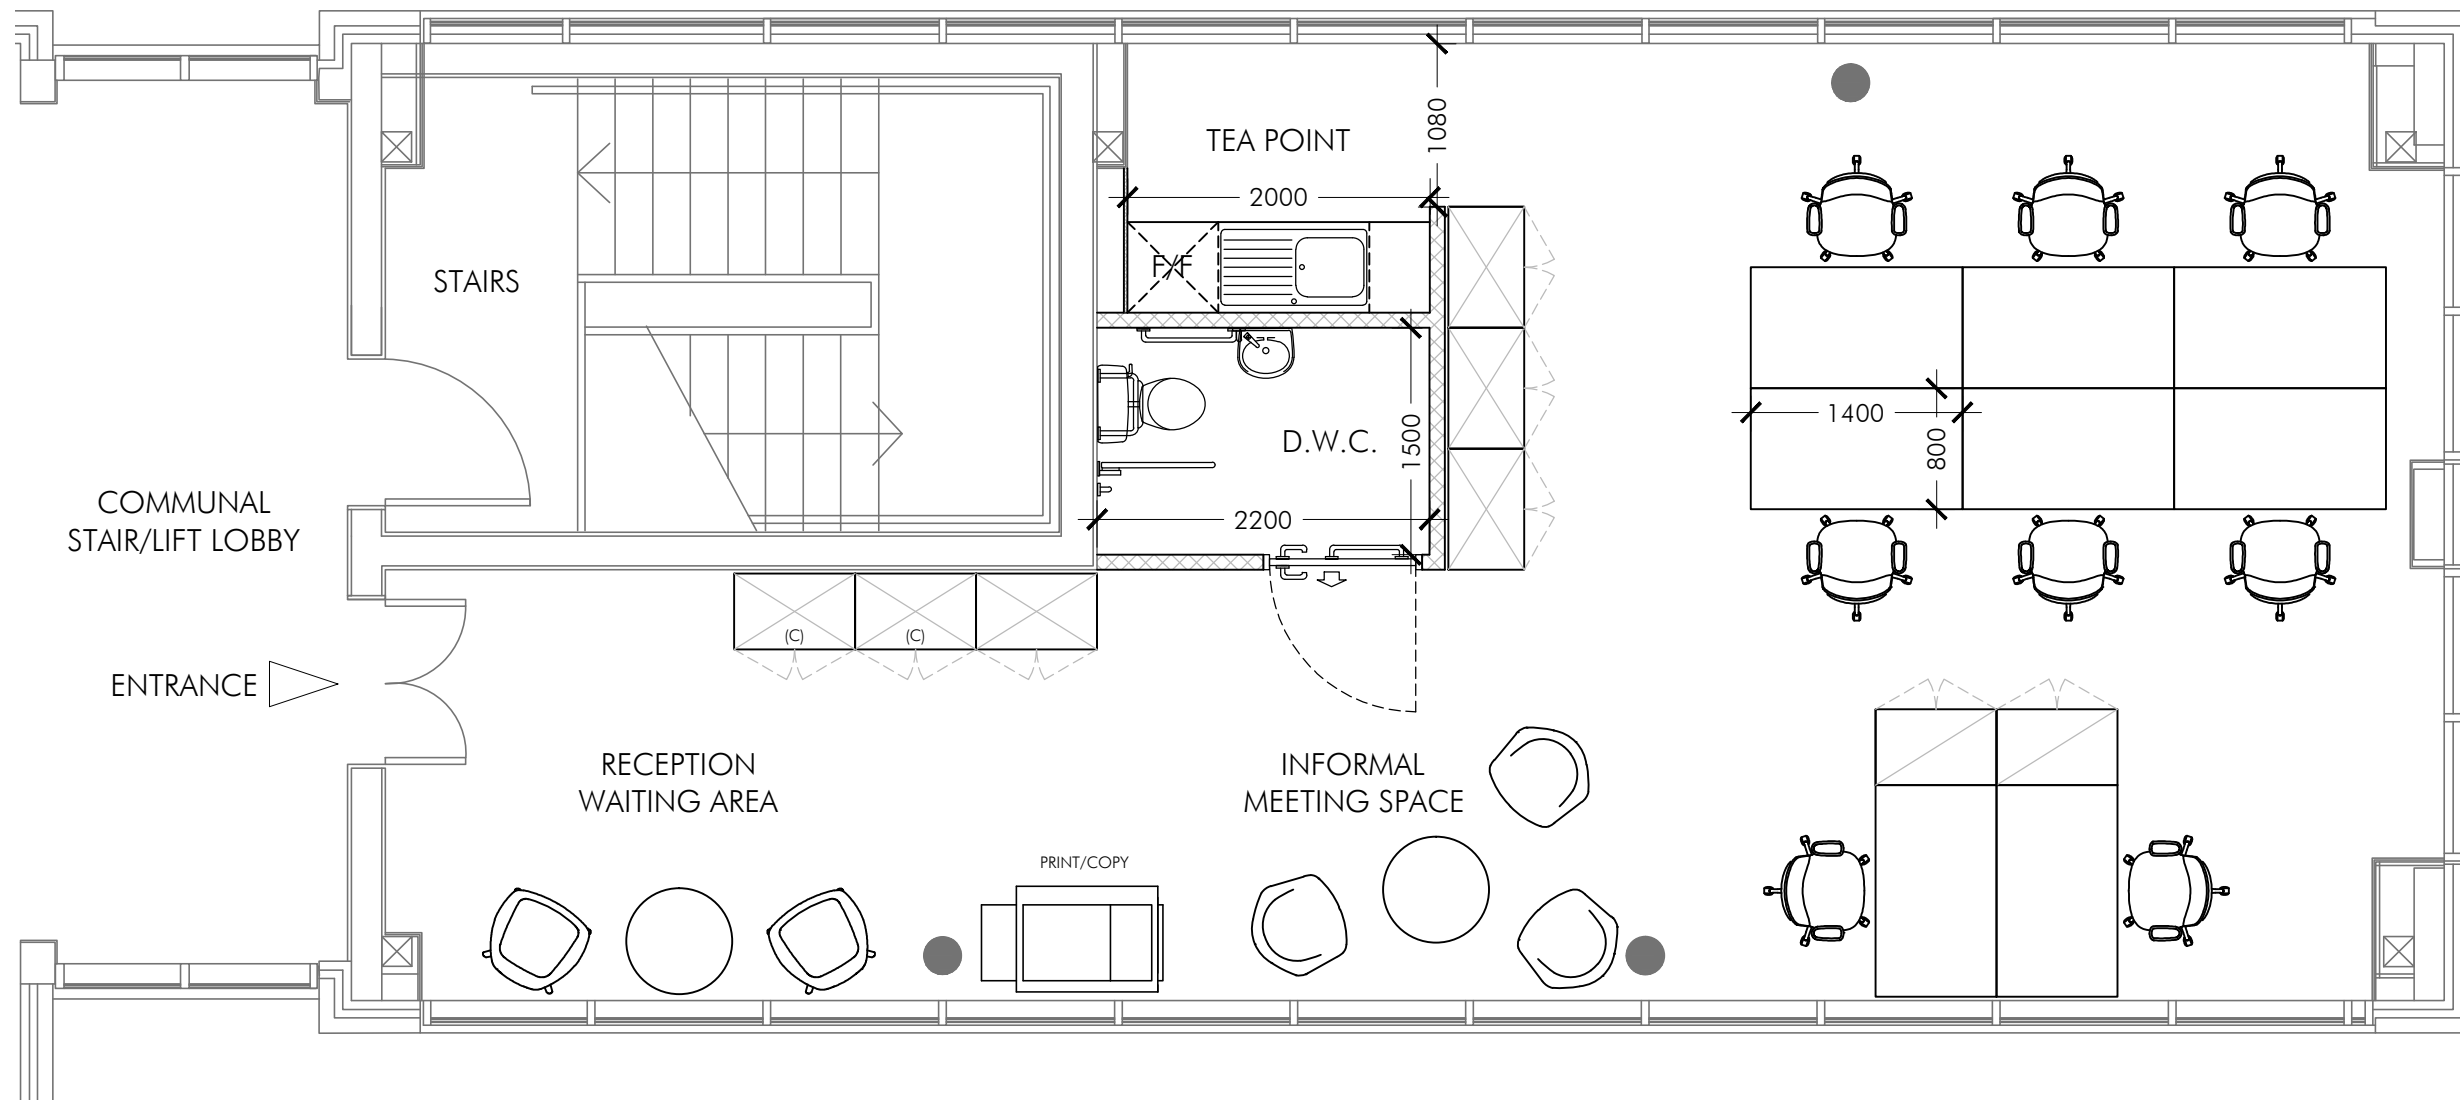 1080
TEA POINT
2000
STAIRS
F/F
1400
800
D.W.C.
1500
2200
COMMUNAL
STAIR/LIFT LOBBY
(C)
(C)
ENTRANCE
RECEPTION
WAITING AREA
INFORMAL
MEETING SPACE
PRINT/COPY